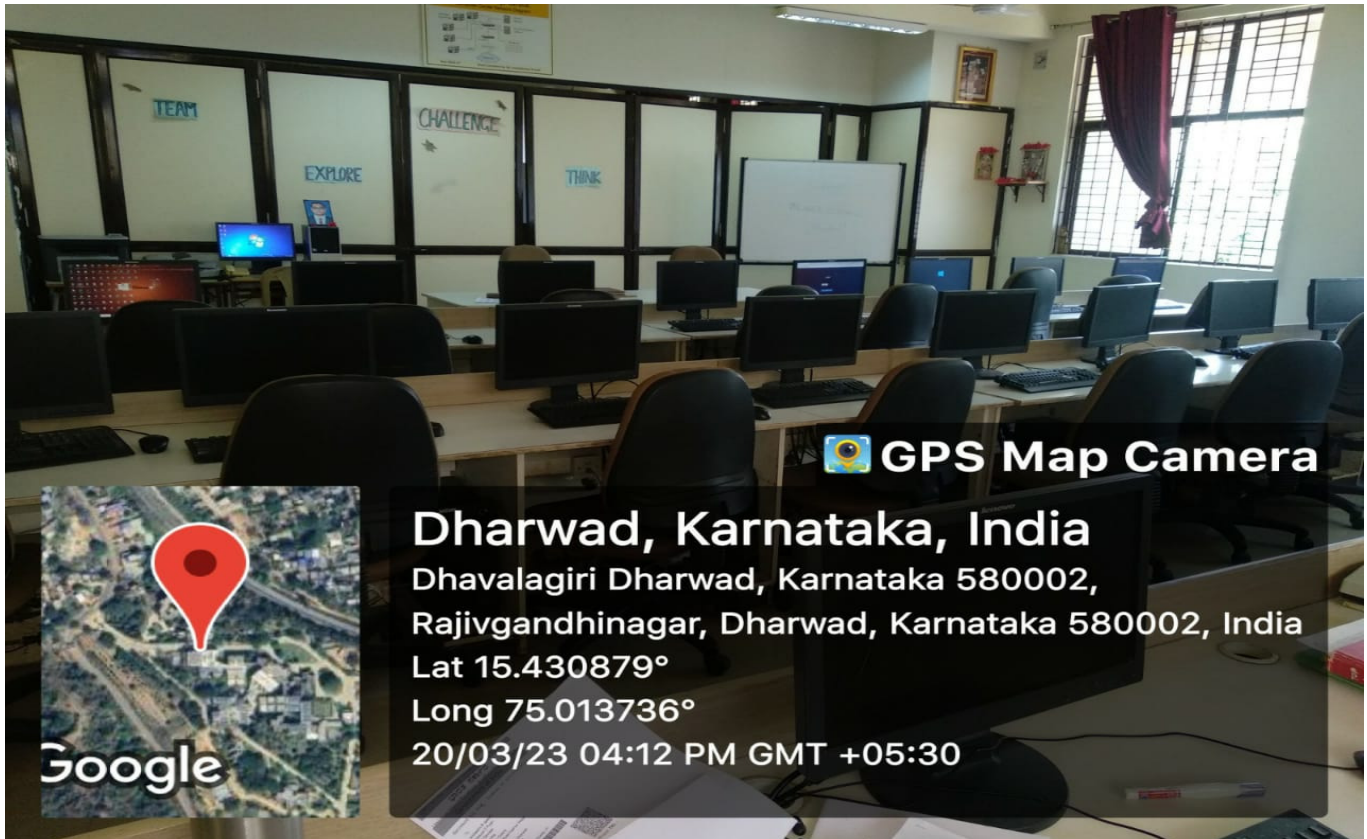 TEAM
CHALLENGE
EXPLORE
THINK
GPS Map Camera
Dharwad, Karnataka, India
Dhavalagiri Dharwad, Karnataka 580002,
Rajivgandhinagar, Dharwad, Karnataka 580002, India
Lat 15.430879°
Long 75.013736°
20/03/23 04:12 PM GMT +05:30
Google